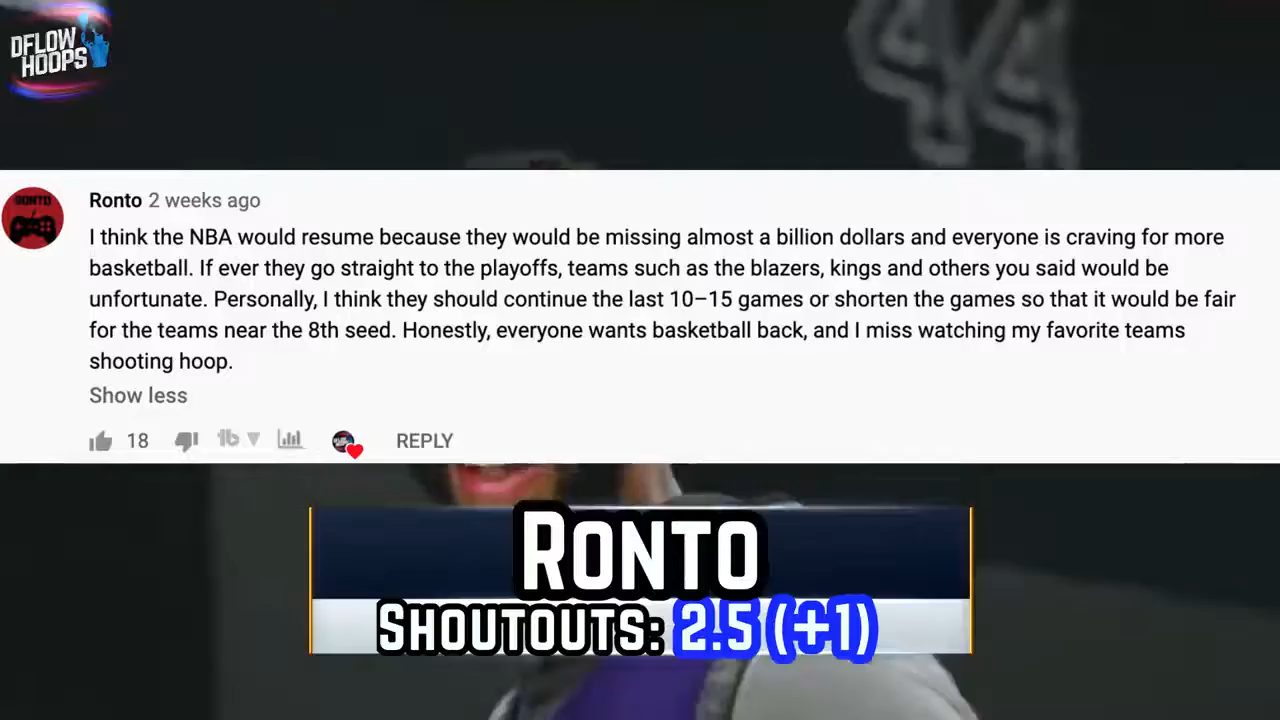 DFLOW
HOOPS
RONTO
Ronto 2 weeks ago
I think the NBA would resume because they would be missing almost a billion dollars and everyone is craving for more
basketball. If ever they go straight to the playoffs, teams such as the blazers, kings and others you said would be
unfortunate. Personally, I think they should continue the last 10–15 games or shorten the games so that it would be fair
for the teams near the 8th seed. Honestly, everyone wants basketball back, and I miss watching my favorite teams
shooting hoop.
Show less
18 REPLY
RONTO
SHOUTOUTS: 2.5 (+1)